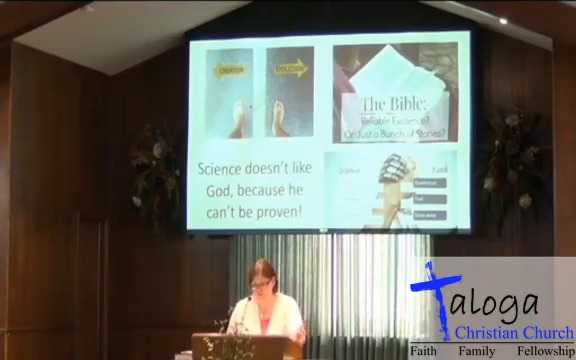 CREATION
EVOLUTION
The Bible:
Reliable Evidence?
Or Just a Bunch of Stories?
Science doesn't like
God, because he
can't be proven!
Science
Faith
Taloga
Christian Church
Faith Family Fellowship